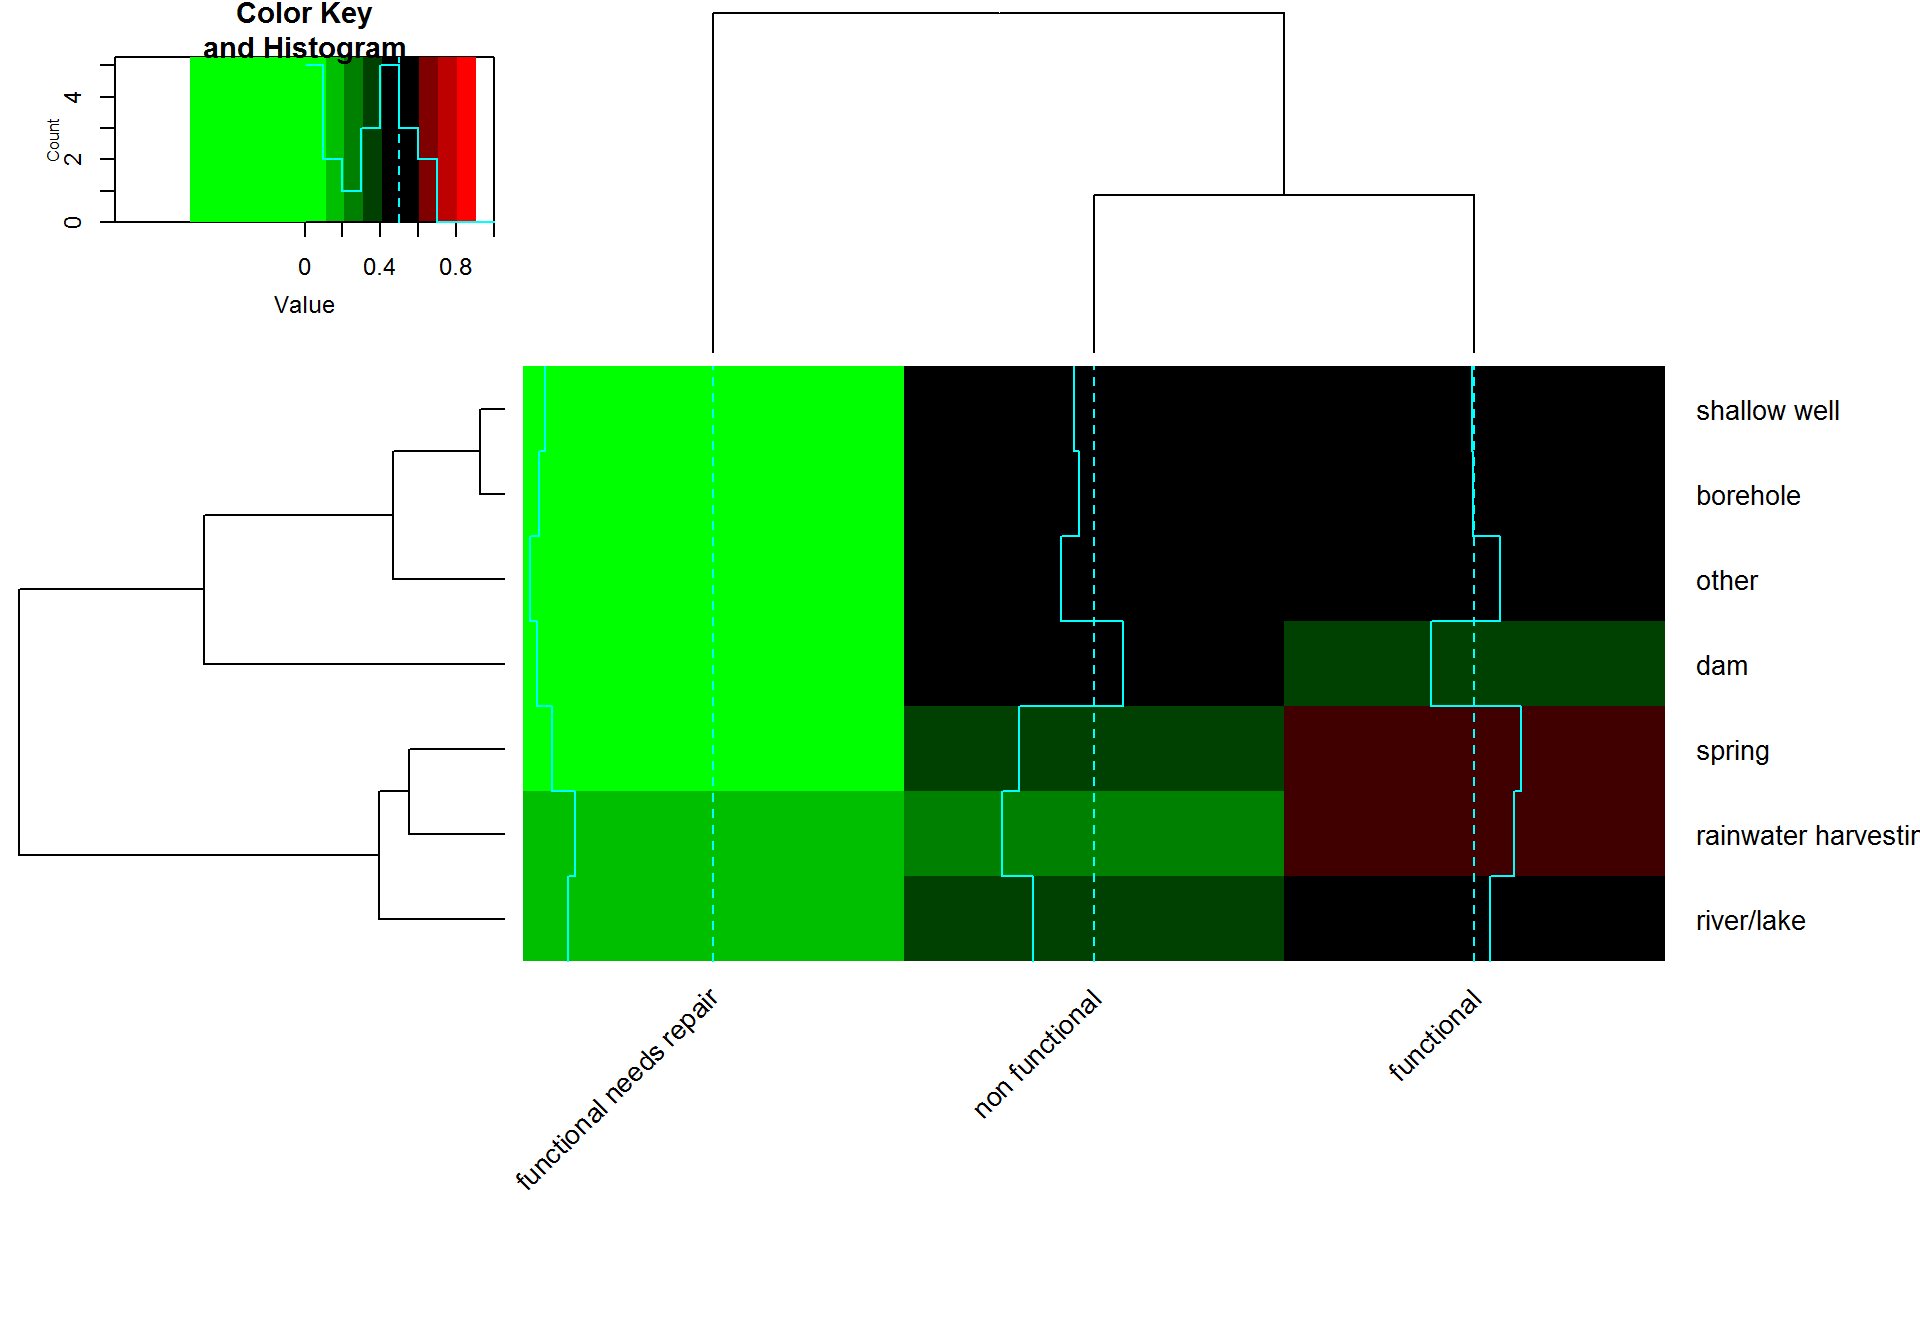 Color Key
and Histogram
Count
0 2 4
0 0.4 0.8
Value
shallow well
borehole
other
dam
spring
rainwater harvestin
river/lake
functional needs repair
non functional
functional